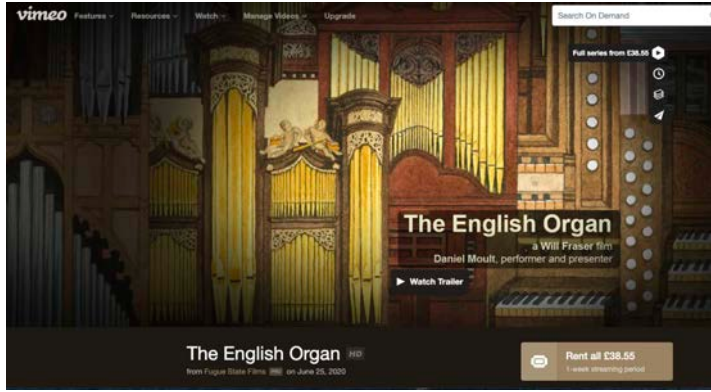 vimeo Features Resources Watch Manage Videos Upgrade Search On Demand
Full series from £38.55
The English Organ
a Will Fraser film
Daniel Moult, performer and presenter
Watch Trailer
The English Organ HD
from Fugue State Films PRO on June 25, 2020
Rent all £38.55
1-week streaming period